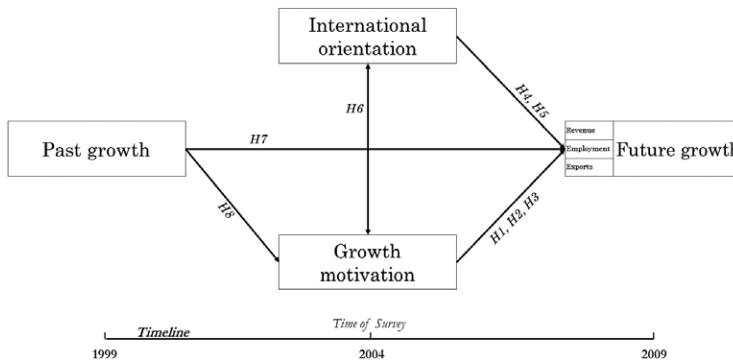 International
orientation
H4, H5
H6
Past growth
H7
Revenue
Employment
Exports
Future growth
H8
H1, H2, H3
Growth
motivation
Time of Survey
Timeline
1999
2004
2009